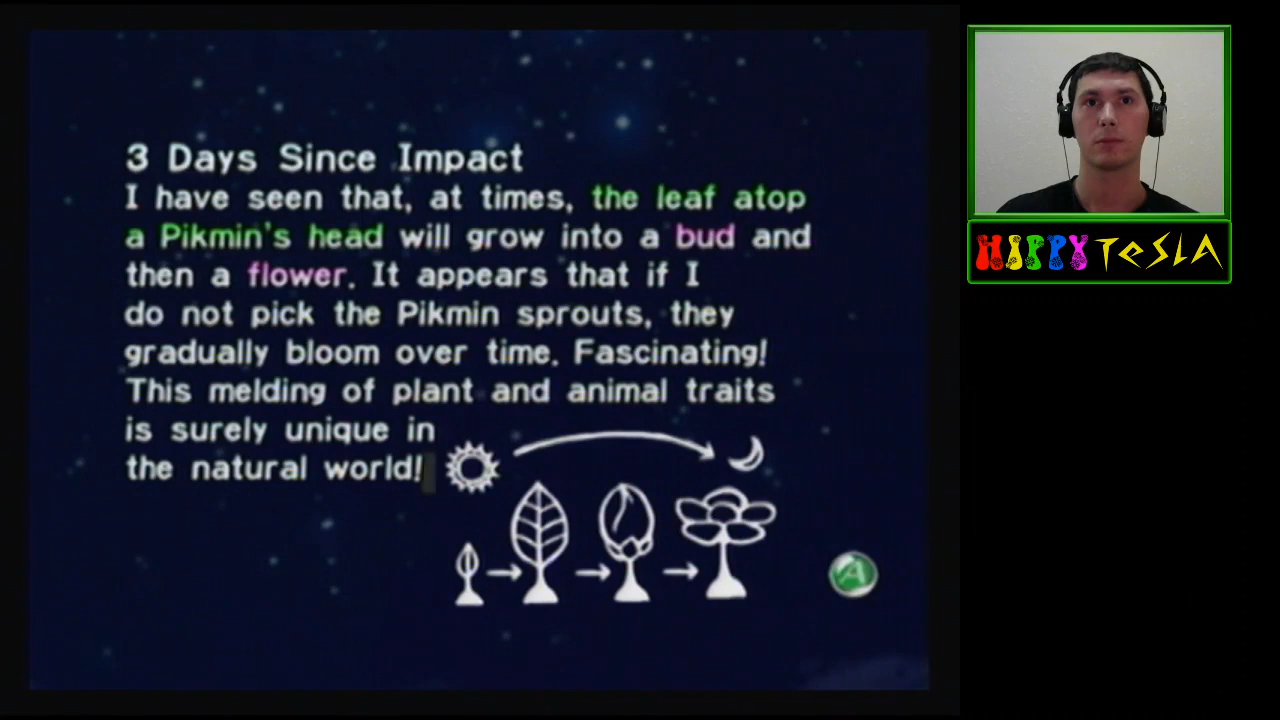 3 Days Since Impact
I have seen that, at times, the leaf atop
a Pikmin's head will grow into a bud and
then a flower. It appears that if I
do not pick the Pikmin sprouts, they
gradually bloom over time. Fascinating!
This melding of plant and animal traits
is surely unique in
the natural world!
A
HIPPYTESLA